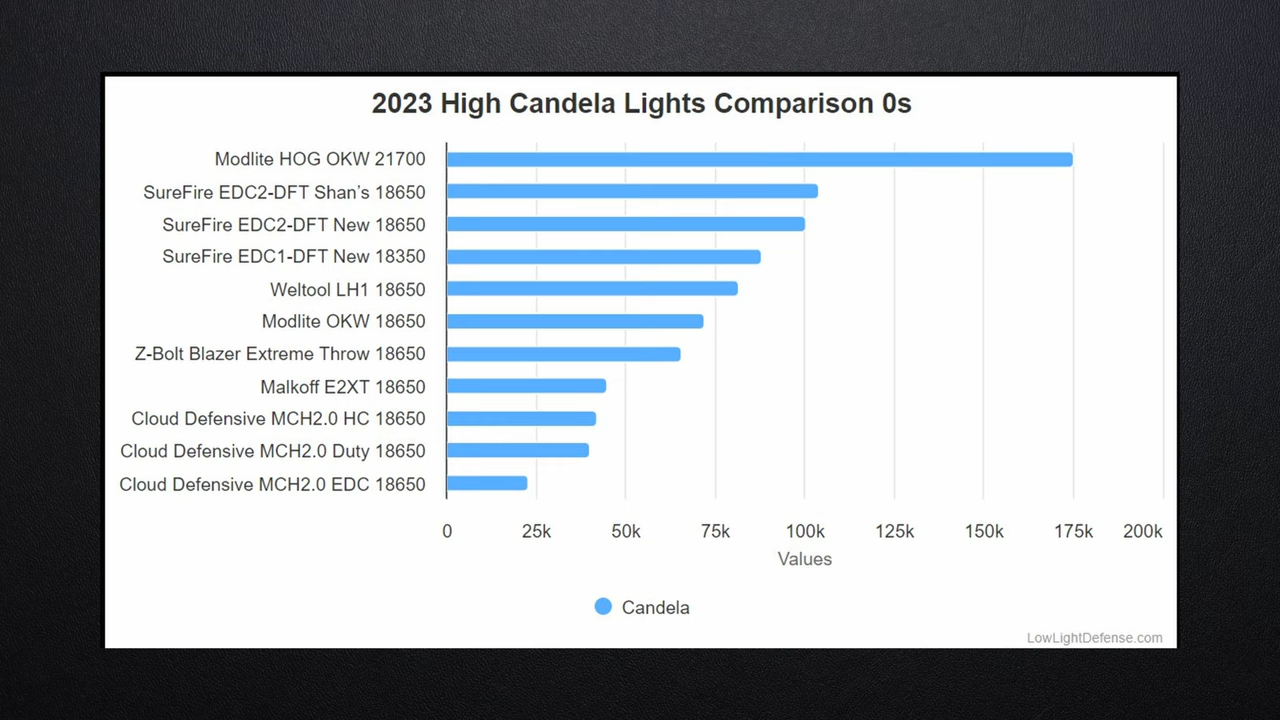 2023 High Candela Lights Comparison 0s
Modlite HOG OKW 21700
SureFire EDC2-DFT Shan’s 18650
SureFire EDC2-DFT New 18650
SureFire EDC1-DFT New 18350
Weltool LH1 18650
Modlite OKW 18650
Z-Bolt Blazer Extreme Throw 18650
Malkoff E2XT 18650
Cloud Defensive MCH2.0 HC 18650
Cloud Defensive MCH2.0 Duty 18650
Cloud Defensive MCH2.0 EDC 18650
0 25k 50k 75k 100k 125k 150k 175k 200k
Values
Candela
LowLightDefense.com